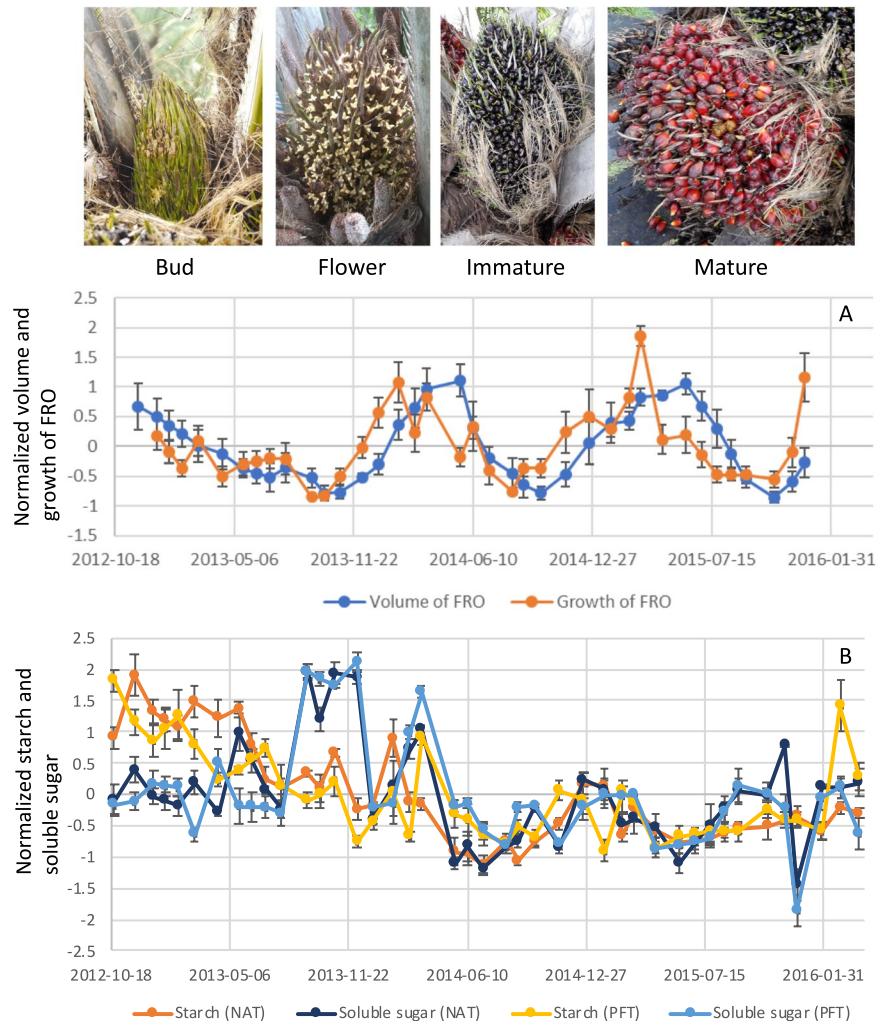 Bud Flower Immature Mature
Normalized volume and
growth of FRO
A
2.5
2
1.5
1
0.5
0
-0.5
-1
-1.5
2012-10-18 2013-05-06 2013-11-22 2014-06-10 2014-12-27 2015-07-15 2016-01-31
Volume of FRO Growth of FRO
Normalized starch and
soluble sugar
B
2.5
2
1.5
1
0.5
0
-0.5
-1
-1.5
-2
-2.5
2012-10-18 2013-05-06 2013-11-22 2014-06-10 2014-12-27 2015-07-15 2016-01-31
Starch (NAT) Soluble sugar (NAT) Starch (PFT) Soluble sugar (PFT)